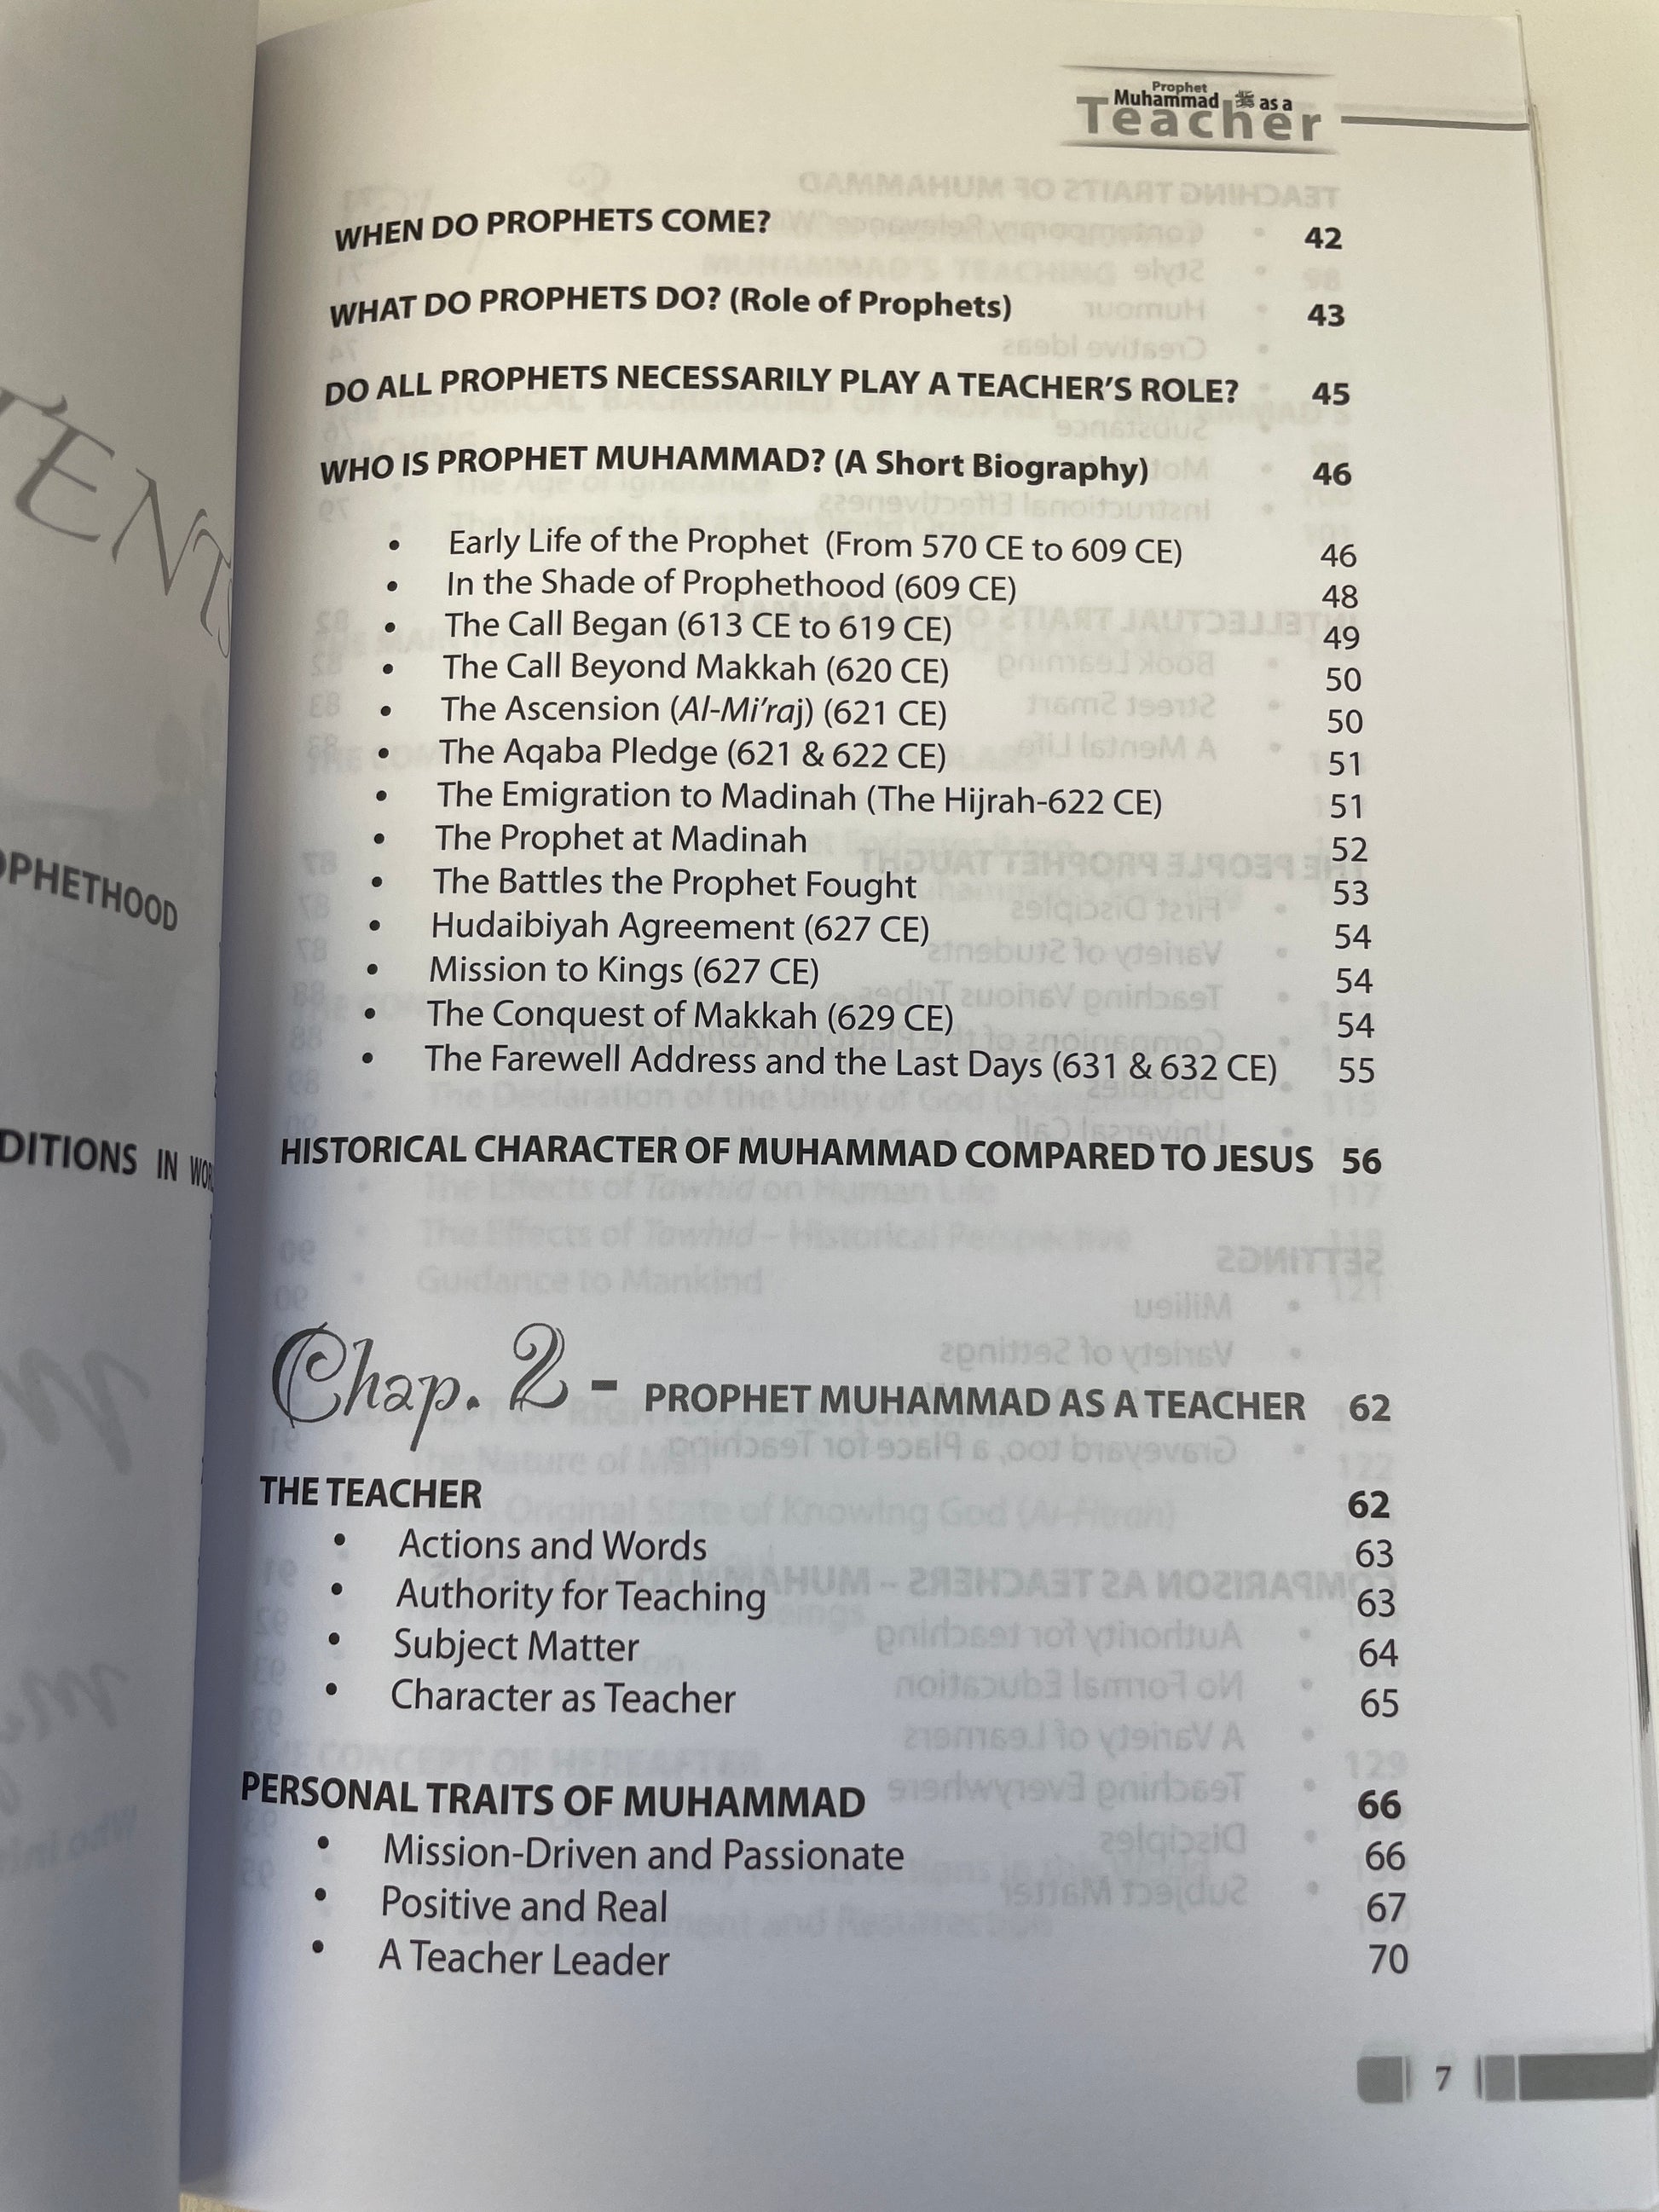 TENTS
OPHETHOOD
DITIONS IN WOR
Prophet
Muhammad ﷺ as a
Teacher
WHEN DO PROPHETS COME? 42
WHAT DO PROPHETS DO? (Role of Prophets) 43
DO ALL PROPHETS NECESSARILY PLAY A TEACHER'S ROLE? 45
WHO IS PROPHET MUHAMMAD? (A Short Biography) 46
• Early Life of the Prophet (From 570 CE to 609 CE) 46
• In the Shade of Prophethood (609 CE) 48
• The Call Began (613 CE to 619 CE) 49
• The Call Beyond Makkah (620 CE) 50
• The Ascension (Al-Mi'raj) (621 CE) 50
• The Aqaba Pledge (621 & 622 CE) 51
• The Emigration to Madinah (The Hijrah-622 CE) 51
• The Prophet at Madinah 52
• The Battles the Prophet Fought 53
• Hudaibiyah Agreement (627 CE) 54
• Mission to Kings (627 CE) 54
• The Conquest of Makkah (629 CE) 54
• The Farewell Address and the Last Days (631 & 632 CE) 55
HISTORICAL CHARACTER OF MUHAMMAD COMPARED TO JESUS 56
Chap. 2 - PROPHET MUHAMMAD AS A TEACHER 62
THE TEACHER 62
• Actions and Words 63
• Authority for Teaching 63
• Subject Matter 64
• Character as Teacher 65
PERSONAL TRAITS OF MUHAMMAD 66
• Mission-Driven and Passionate 66
• Positive and Real 67
• A Teacher Leader 70
7